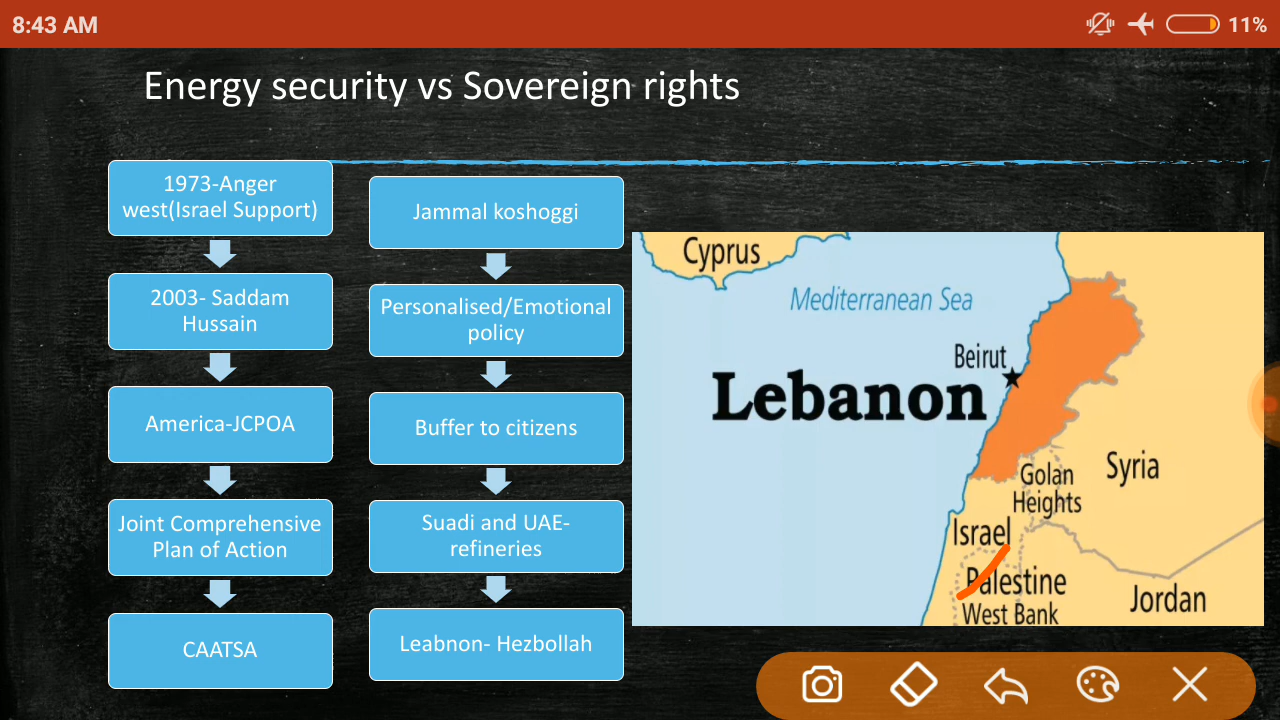 8:43 AM
11%
Energy security vs Sovereign rights
1973-Anger
west(Israel Support)
2003- Saddam
Hussain
America-JCPOA
Joint Comprehensive
Plan of Action
CAATSA
Jammal koshoggi
Personalised/Emotional
policy
Buffer to citizens
Suadi and UAE-
refineries
Leabnon- Hezbollah
Cyprus
Mediterranean Sea
Beirut
Lebanon
Golan
Heights
Syria
Israel
Palestine
West Bank
Jordan